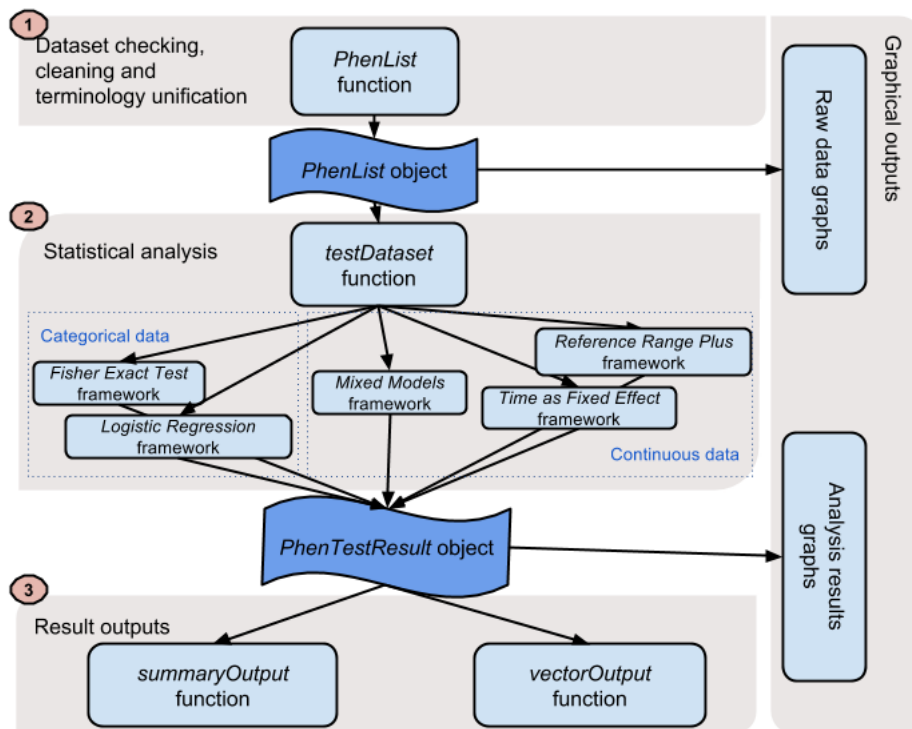 1
Dataset checking,
cleaning and
terminology unification
PhenList
function
PhenList object
Raw data graphs
Graphical outputs
2
Statistical analysis
testDataset
function
Categorical data
Fisher Exact Test
framework
Logistic Regression
framework
Mixed Models
framework
Reference Range Plus
framework
Time as Fixed Effect
framework
Continuous data
PhenTestResult object
Analysis results
graphs
3
Result outputs
summaryOutput
function
vectorOutput
function